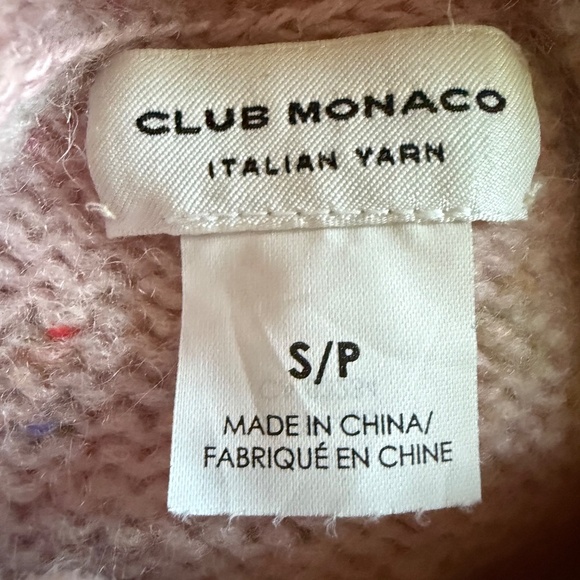 CLUB MONACO
ITALIAN YARN
S/P
MADE IN CHINA/
FABRIQUÉ EN CHINE